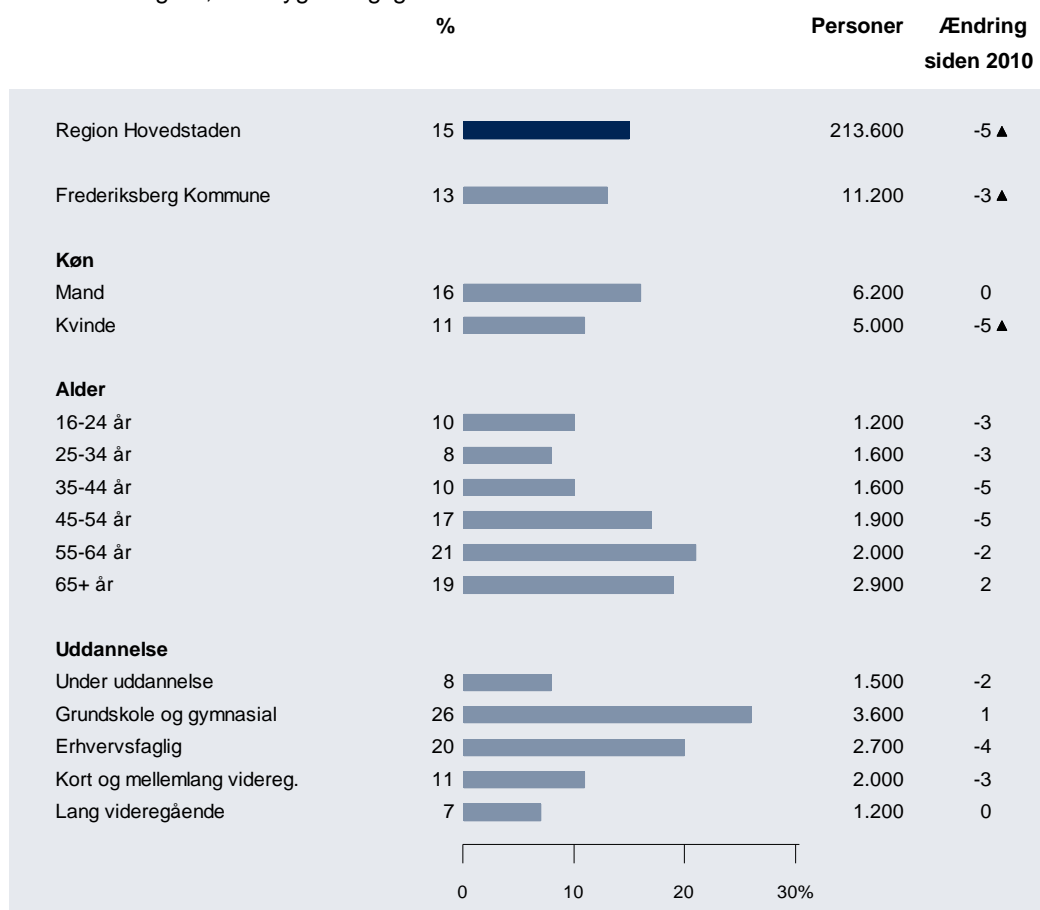 % Personer Ændring
siden 2010
Region Hovedstaden 15 213.600 -5 ▲
Frederiksberg Kommune 13 11.200 -3 ▲
Køn
Mand 16 6.200 0
Kvinde 11 5.000 -5 ▲
Alder
16-24 år 10 1.200 -3
25-34 år 8 1.600 -3
35-44 år 10 1.600 -5
45-54 år 17 1.900 -5
55-64 år 21 2.000 -2
65+ år 19 2.900 2
Uddannelse
Under uddannelse 8 1.500 -2
Grundskole og gymnasial 26 3.600 1
Erhvervsfaglig 20 2.700 -4
Kort og mellemlang videreg. 11 2.000 -3
Lang videregående 7 1.200 0
0 10 20 30%